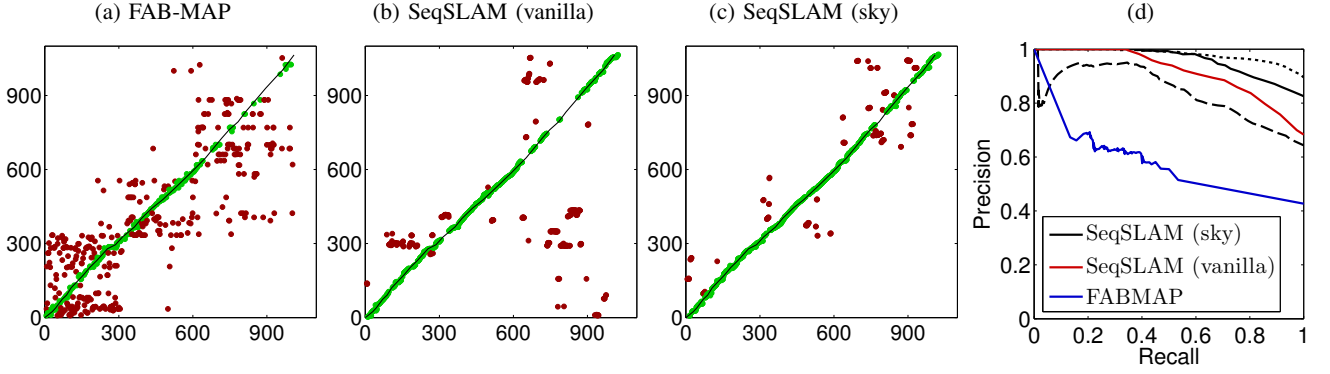 (a) FAB-MAP
(b) SeqSLAM (vanilla)
(c) SeqSLAM (sky)
(d)
900
600
300
0
0 300 600 900
900
600
300
0
0 300 600 900
900
600
300
0
0 300 600 900
Precision
1
0.8
0.6
0.4
0.2
0
1
0 0.2 0.4 0.6 0.8 1
Recall
SeqSLAM (sky)
SeqSLAM (vanilla)
FABMAP